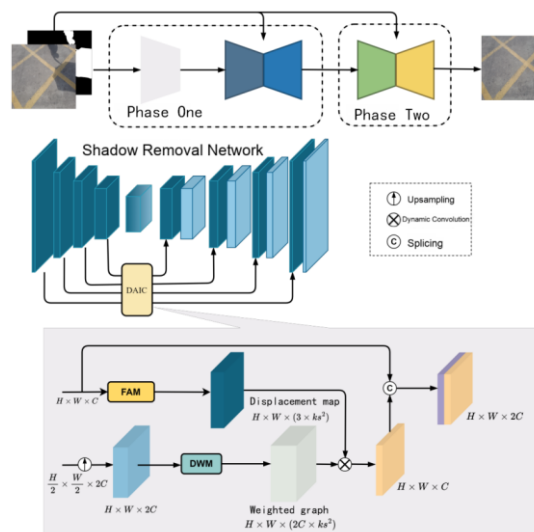 Phase One
Phase Two
Shadow Removal Network
Upsampling
Dynamic Convolution
C Splicing
DAIC
H × W × C
FAM
Displacement map
H × W × (3 × ks²)
C
H × W × 2C
H/2 × W/2 × 2C
H × W × 2C
DWM
Weighted graph
H × W × (2C × ks²)
H × W × C